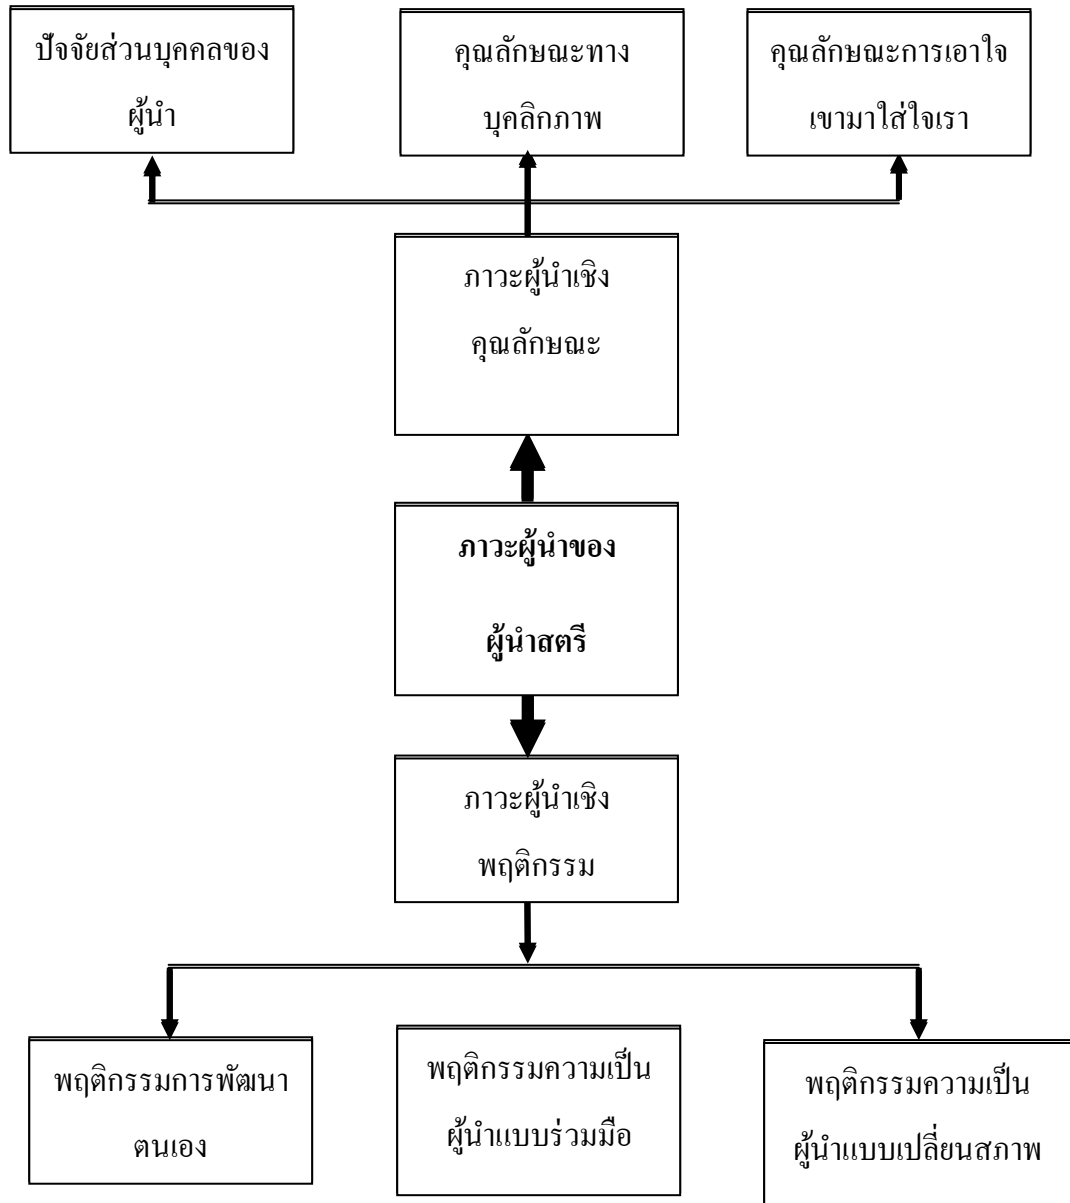 ปัจจัยส่วนบุคคลของ
ผู้นำ
คุณลักษณะทาง
บุคลิกภาพ
คุณลักษณะการเอาใจ
เขามาใส่ใจเรา
ภาวะผู้นำเชิง
คุณลักษณะ
ภาวะผู้นำของ
ผู้นำสตรี
ภาวะผู้นำเชิง
พฤติกรรม
พฤติกรรมการพัฒนา
ตนเอง
พฤติกรรมความเป็น
ผู้นำแบบร่วมมือ
พฤติกรรมความเป็น
ผู้นำแบบเปลี่ยนสภาพ